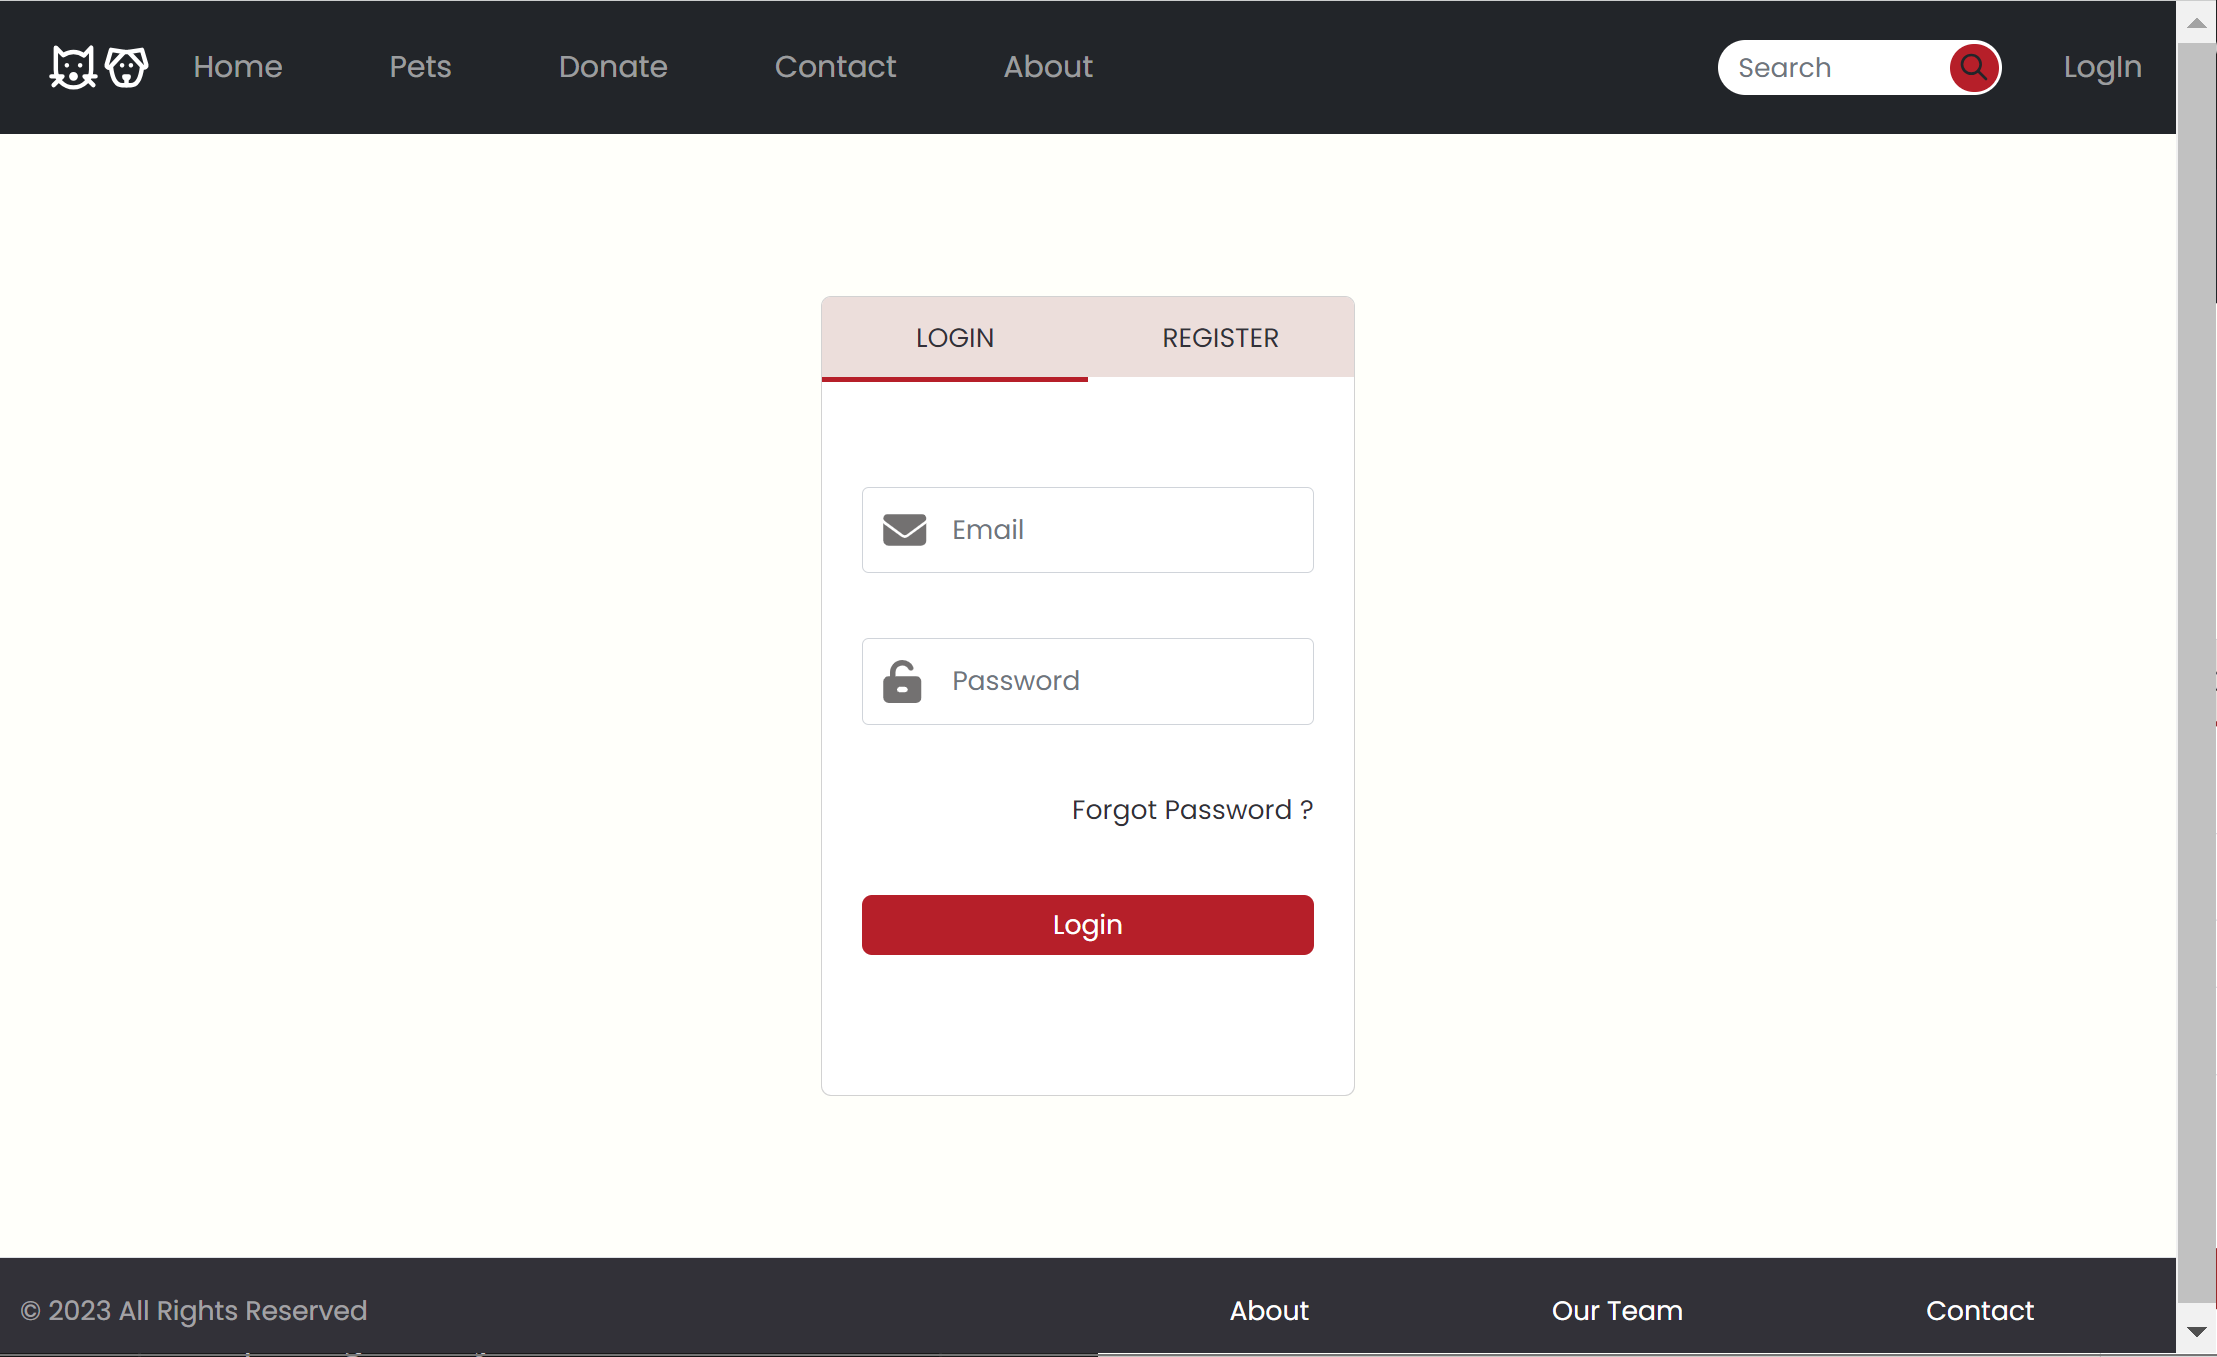 Home Pets Donate Contact About Search LogIn
LOGIN REGISTER
Email
Password
Forgot Password ?
Login
© 2023 All Rights Reserved About Our Team Contact